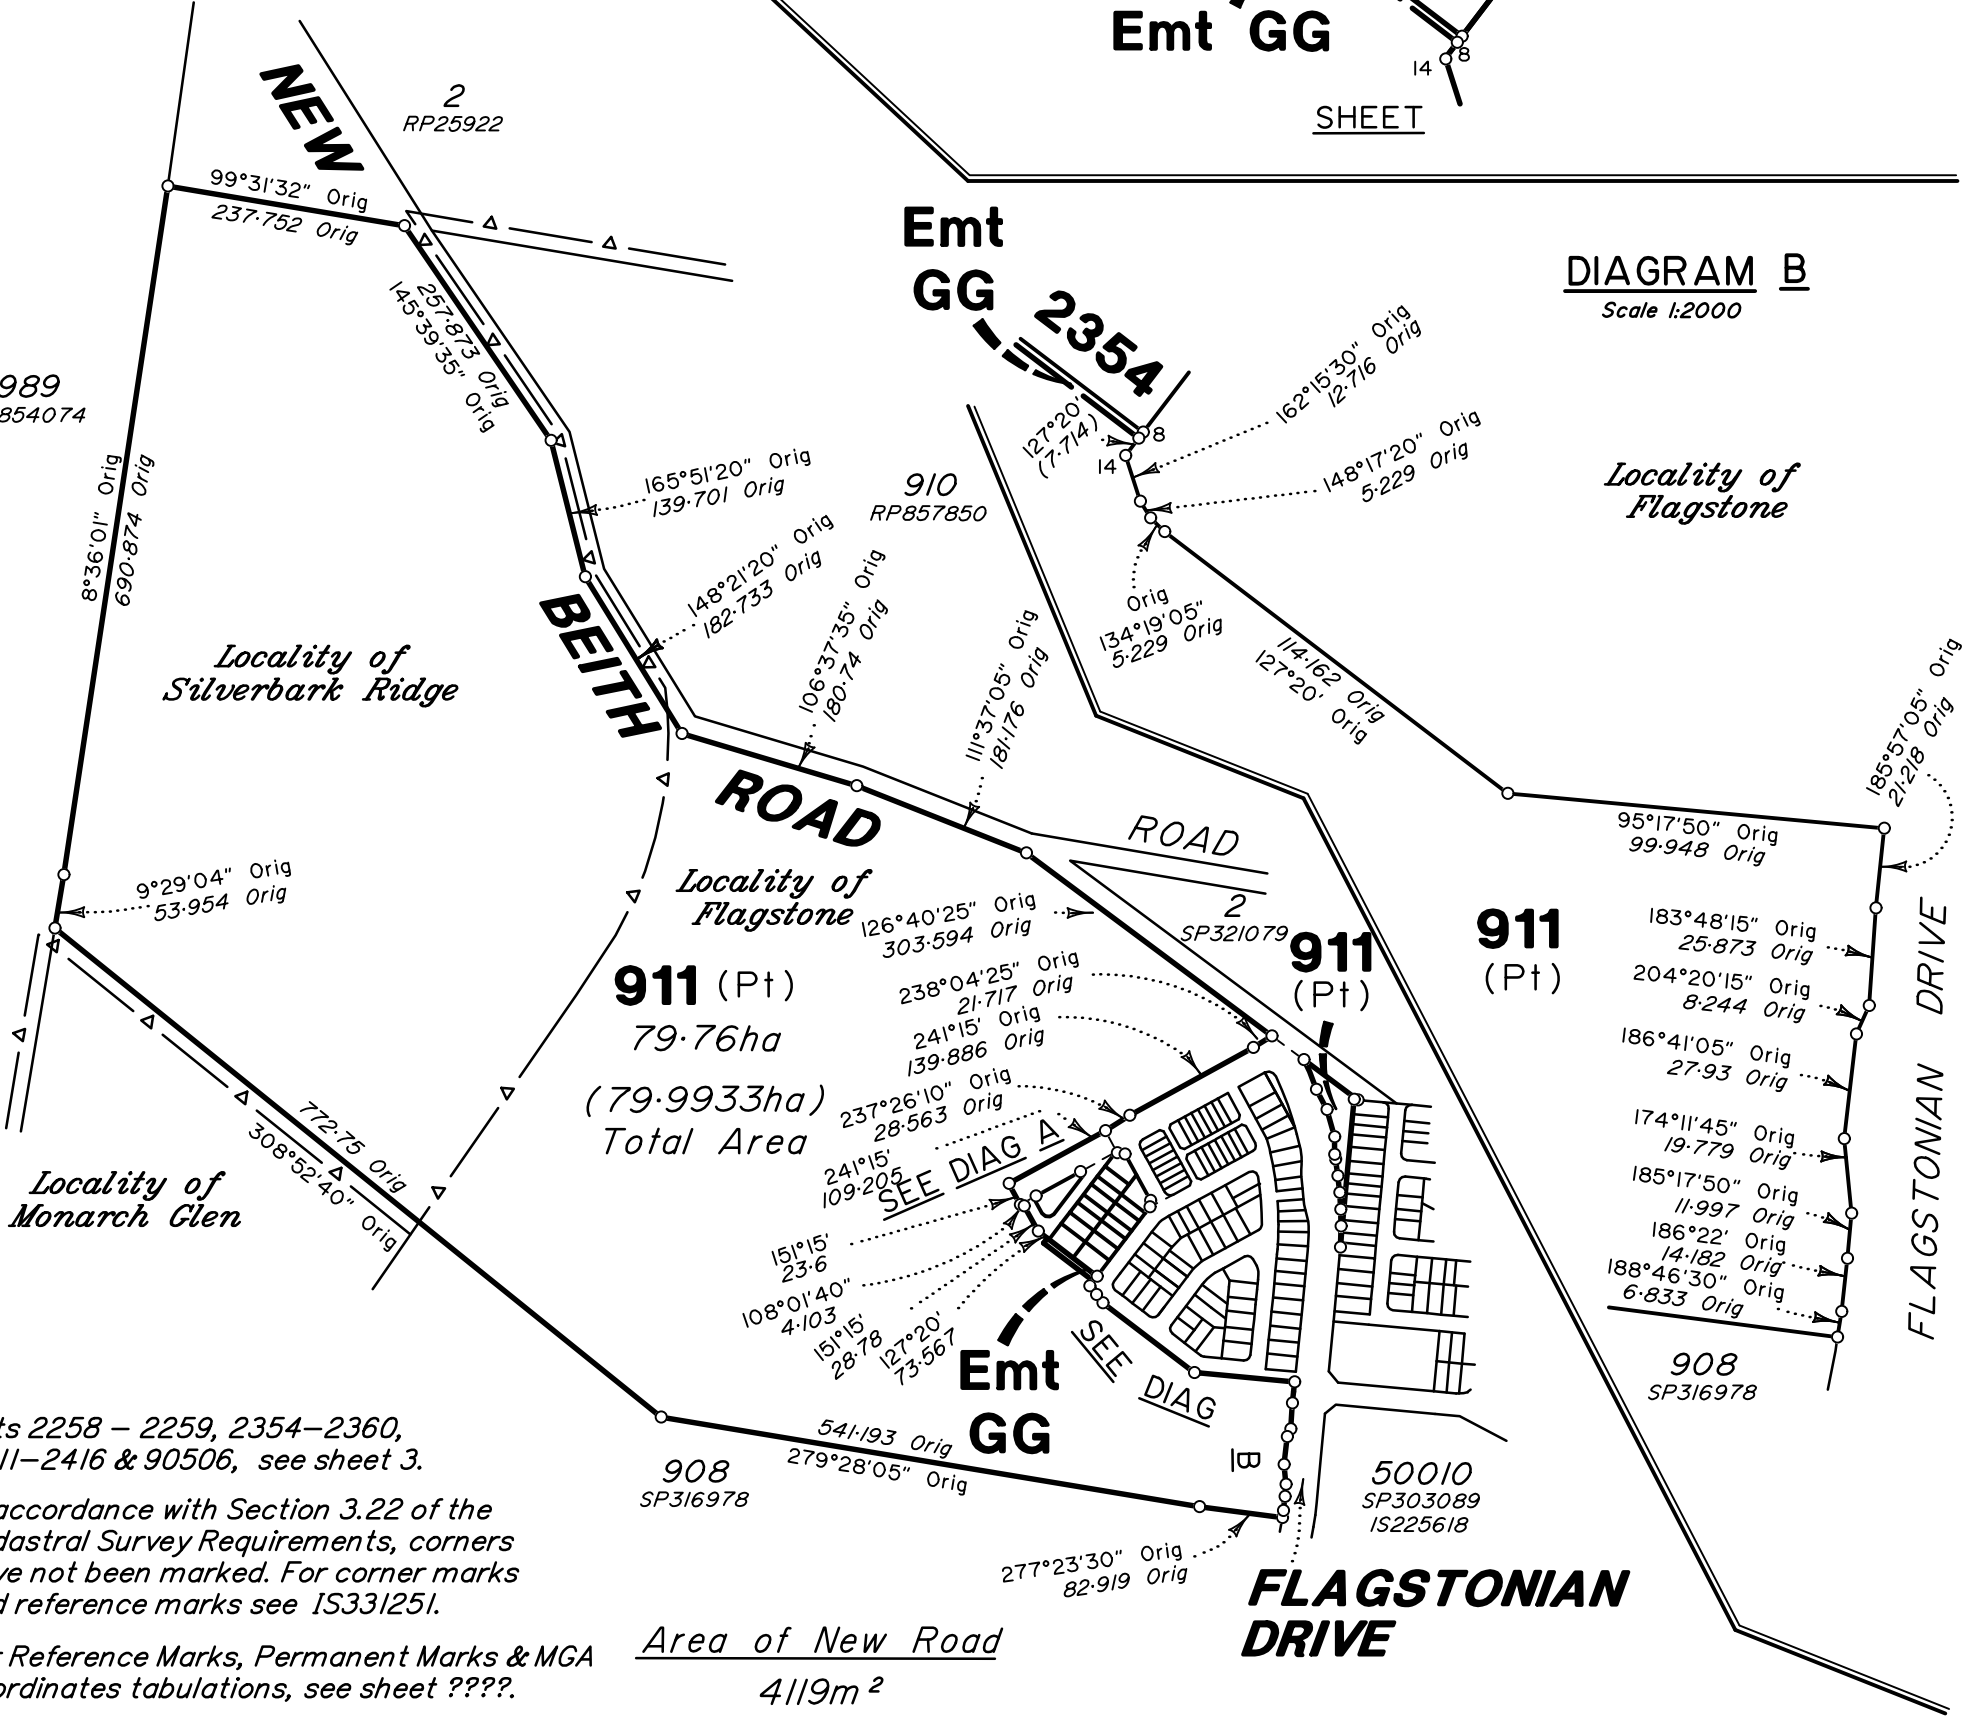 Emt GG
8
14
SHEET
NEW
2
RP25922
99°31'32" Orig
237·752 Orig
Emt
GG
DIAGRAM B
Scale 1:2000
2354
257·873 Orig
145°39'35" Orig
989
854074
162°15'30" Orig
12·716 Orig
127°20'
(7·714)
8
14
148°17'20" Orig
5·229 Orig
Locality of
Flagstone
8°36'01" Orig
690·874 Orig
165°51'20" Orig
139·701 Orig
910
RP857850
148°21'20" Orig
182·733 Orig
106°37'35" Orig
180·74 Orig
111°37'05" Orig
181·176 Orig
Orig
134°19'05"
5·229 Orig
114·162 Orig
127°20' Orig
BEITH
Locality of
Silverbark Ridge
185°57'05" Orig
21·218 Orig
ROAD
ROAD
95°17'50" Orig
99·948 Orig
9°29'04" Orig
53·954 Orig
Locality of
Flagstone
126°40'25" Orig
303·594 Orig
2
SP321079
911
(Pt)
911
(Pt)
183°48'15" Orig
25·873 Orig
204°20'15" Orig
8·244 Orig
186°41'05" Orig
27·93 Orig
174°11'45" Orig
19·779 Orig
185°17'50" Orig
11·997 Orig
186°22' Orig
14·182 Orig
188°46'30" Orig
6·833 Orig
FLAGSTONIAN DRIVE
911 (Pt)
79·76ha
(79·9933ha)
Total Area
238°04'25" Orig
21·717 Orig
241°15' Orig
139·886 Orig
237°26'10" Orig
28·563 Orig
241°15'
109·205
SEE DIAG A
772·75 Orig
308°52'40" Orig
Locality of
Monarch Glen
151°15'
23·6
108°01'40"
4·103
151°15'
28·78
127°20'
73·567
Emt
GG
SEE DIAG B
908
SP316978
541·193 Orig
279°28'05" Orig
908
SP316978
50010
SP303089
IS225618
277°23'30" Orig
82·919 Orig
FLAGSTONIAN
DRIVE
ts 2258 – 2259, 2354–2360,
11–2416 & 90506, see sheet 3.
accordance with Section 3.22 of the
dastral Survey Requirements, corners
ve not been marked. For corner marks
d reference marks see IS331251.
r Reference Marks, Permanent Marks & MGA
ordinates tabulations, see sheet ????.
Area of New Road
4119m²